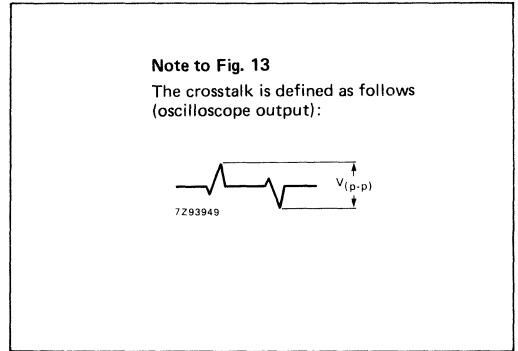 Note to Fig. 13
The crosstalk is defined as follows
(oscilloscope output):
V(p-p)
7Z93949